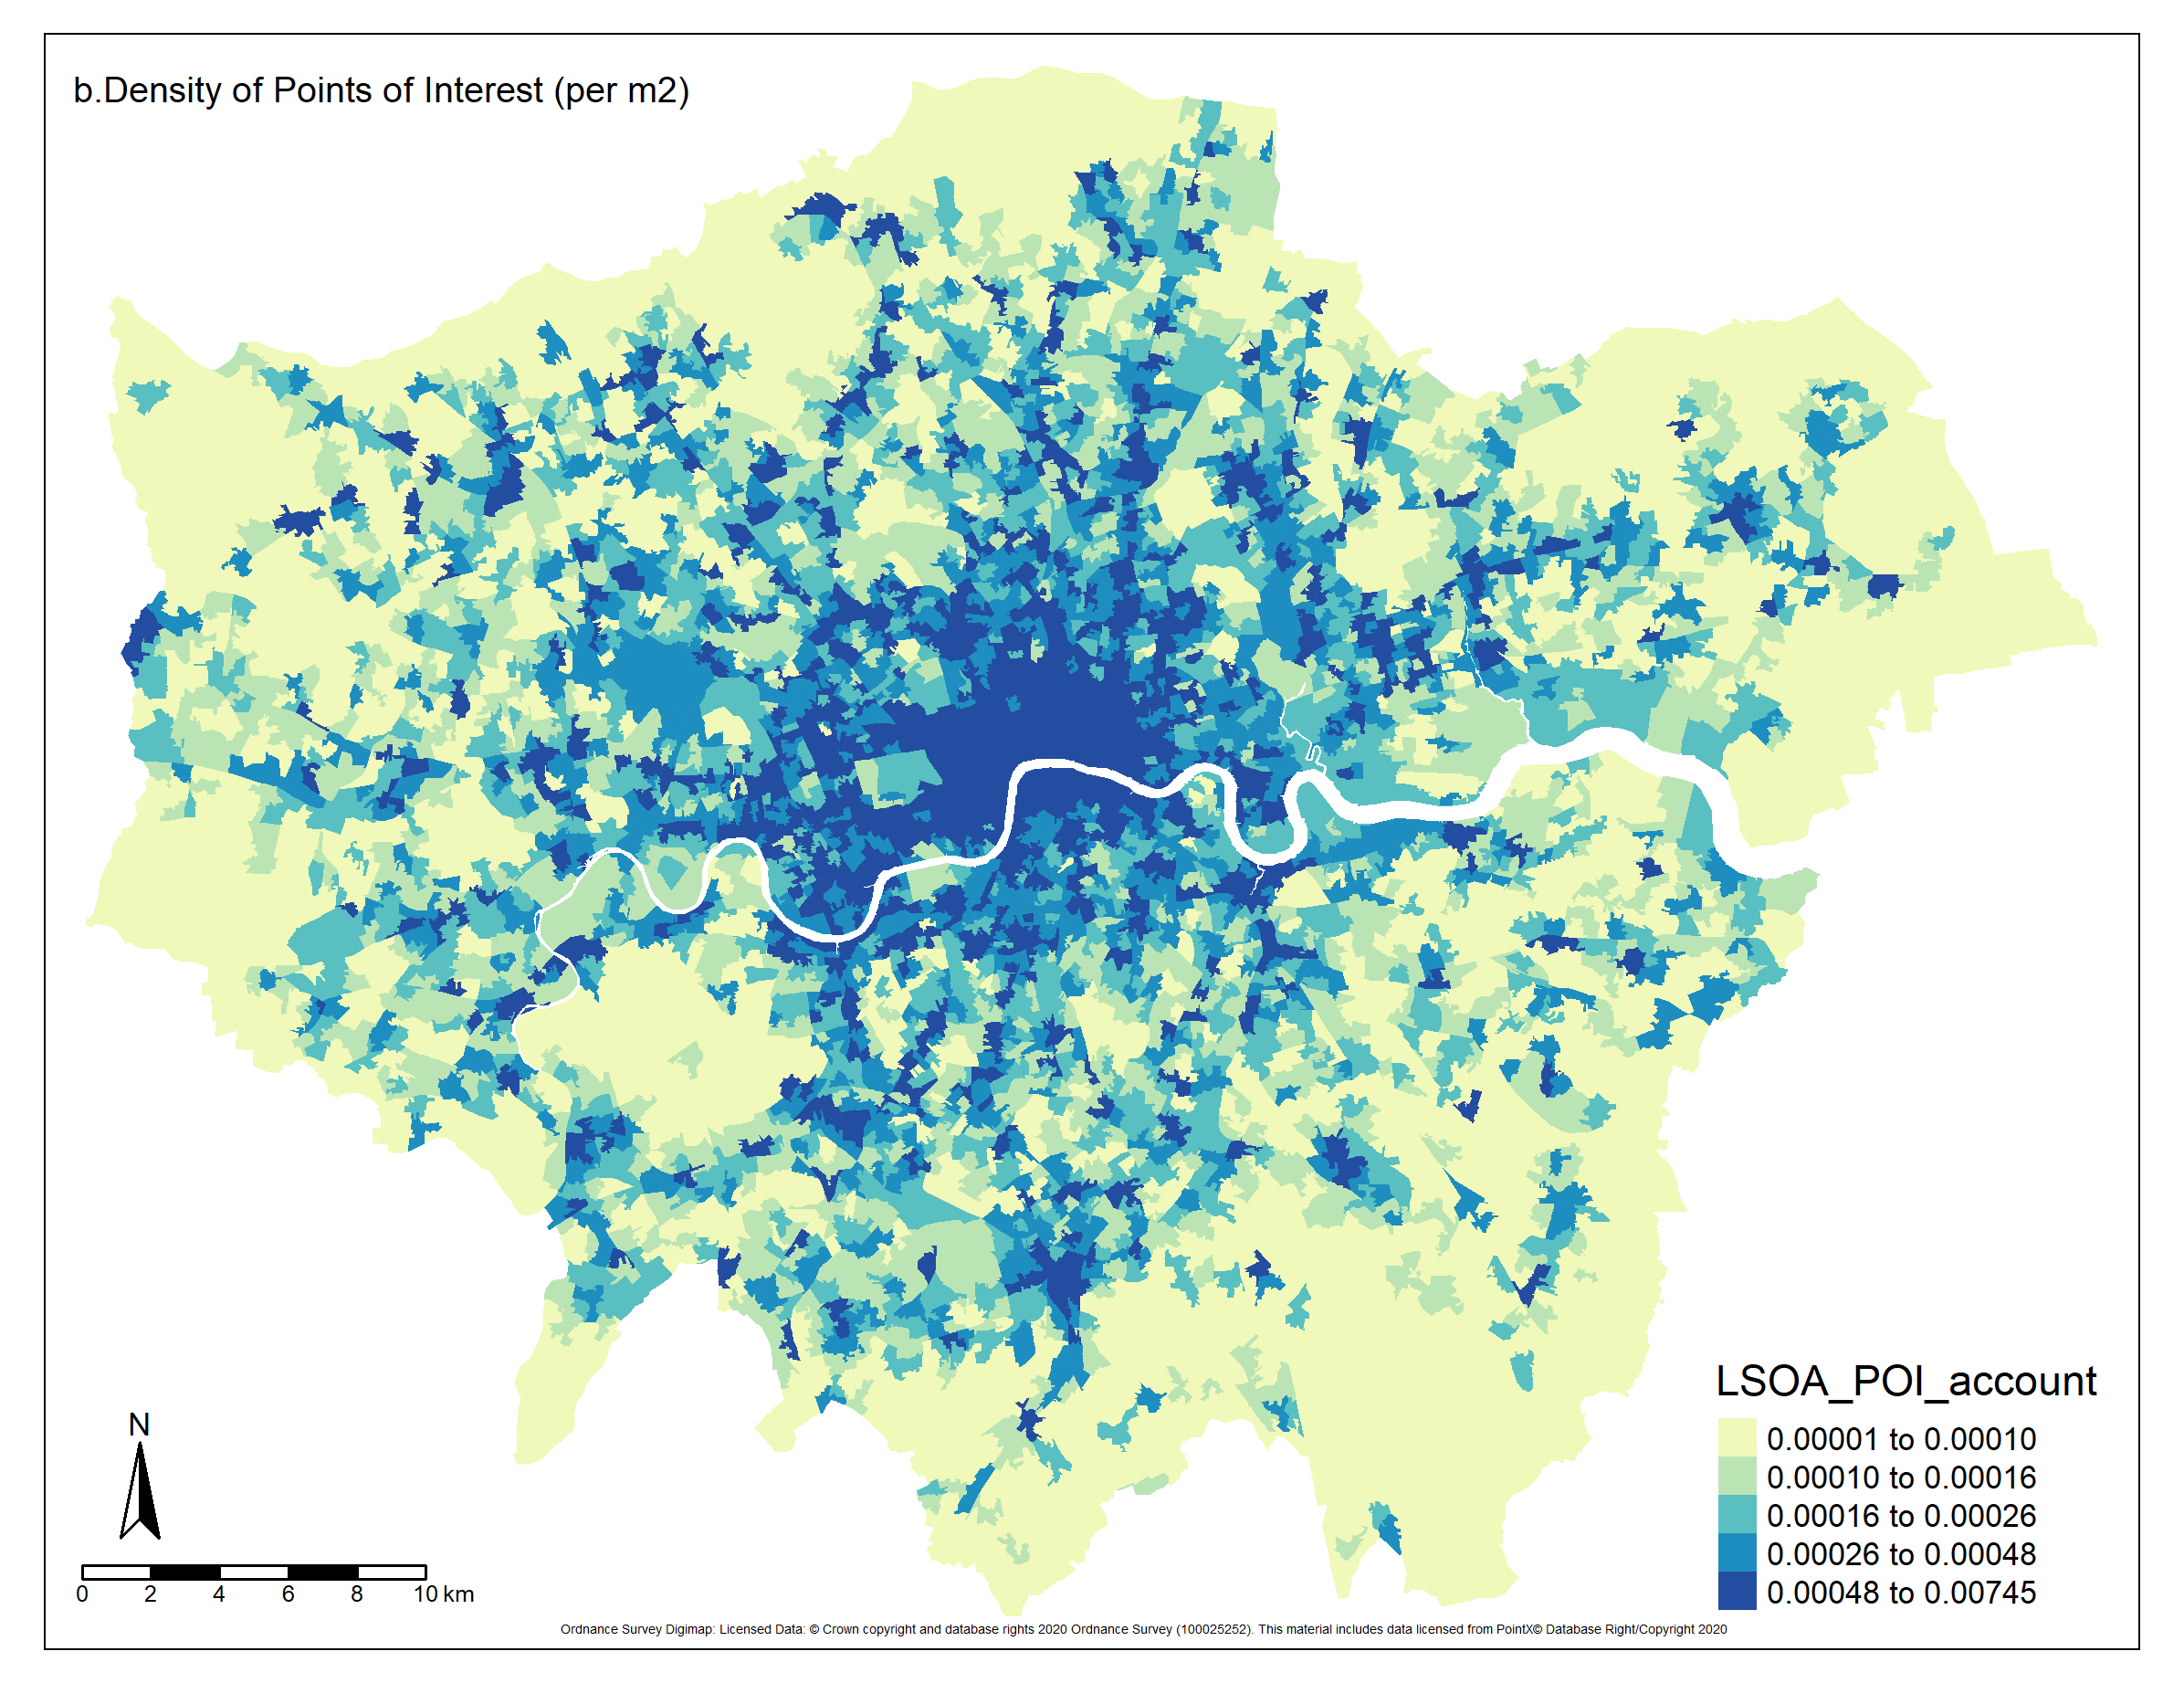 b.Density of Points of Interest (per m2)
LSOA_POI_account
0.00001 to 0.00010
0.00010 to 0.00016
0.00016 to 0.00026
0.00026 to 0.00048
0.00048 to 0.00745
N
0 2 4 6 8 10 km
Ordnance Survey Digimap: Licensed Data: © Crown copyright and database rights 2020 Ordnance Survey (100025252). This material includes data licensed from PointX© Database Right/Copyright 2020